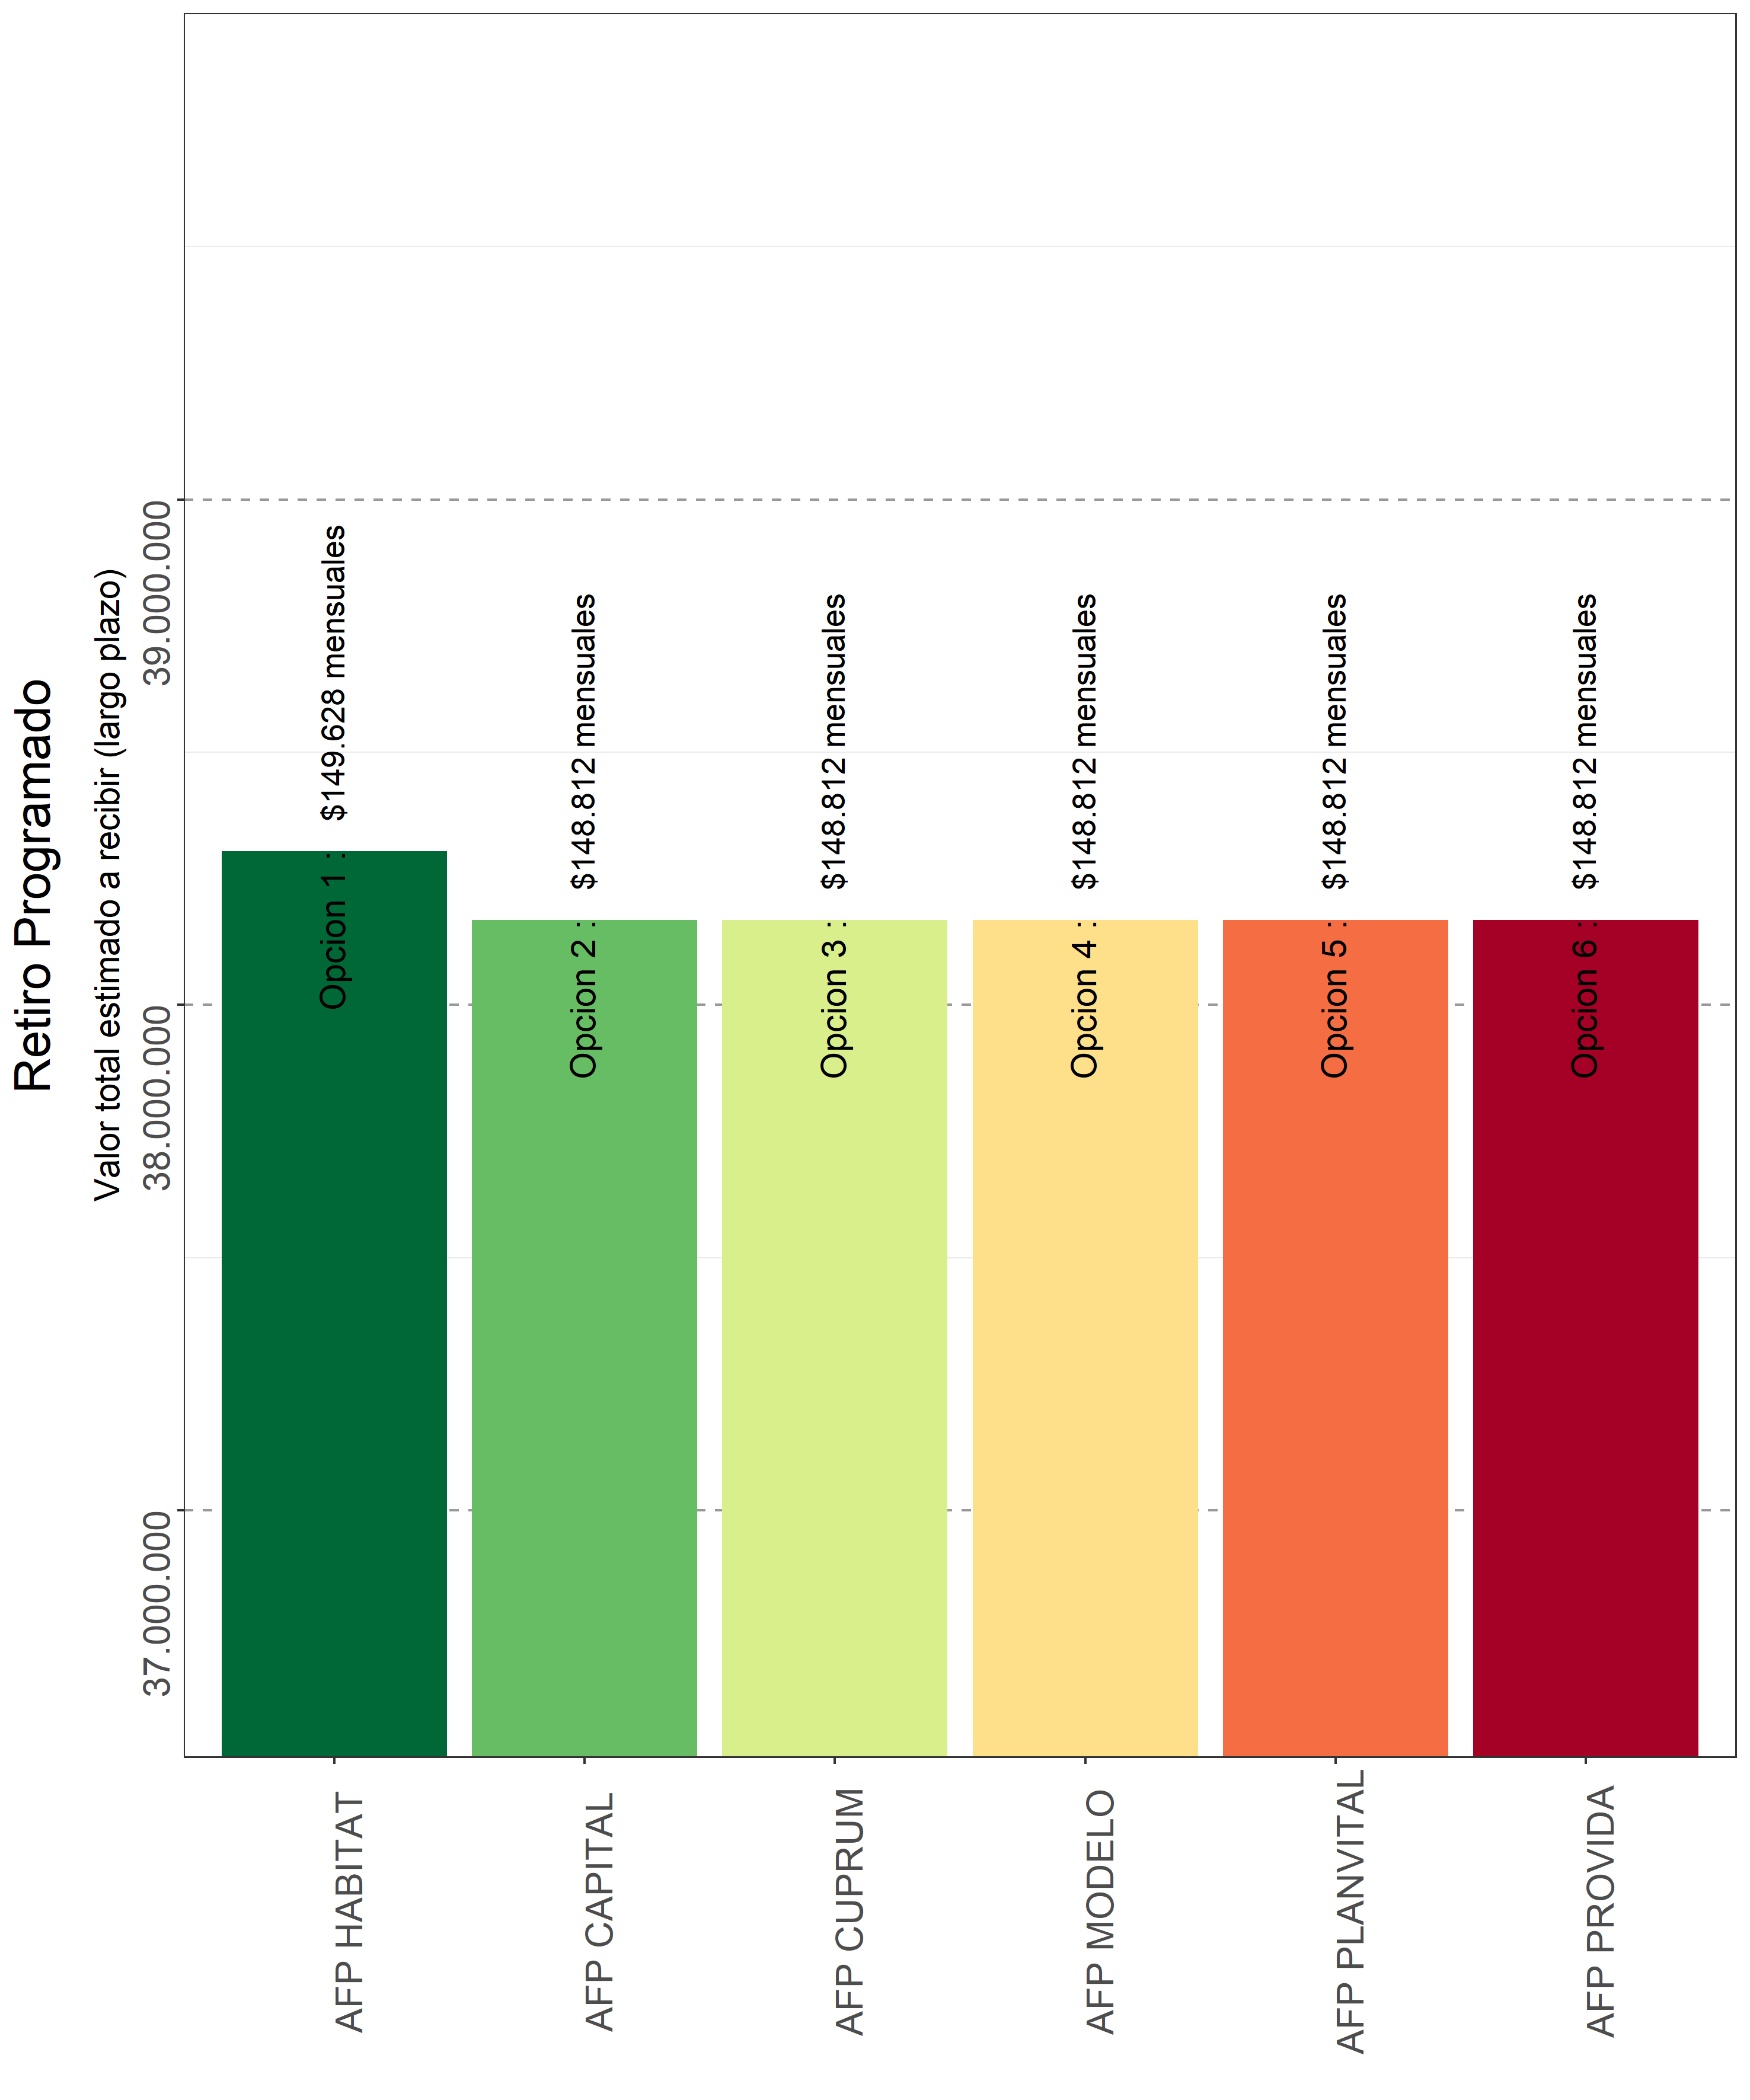 Retiro Programado
Valor total estimado a recibir (largo plazo)
37.000.000
38.000.000
39.000.000
AFP HABITAT
Opcion 1 : $149.628 mensuales
AFP CAPITAL
Opcion 2 : $148.812 mensuales
AFP CUPRUM
Opcion 3 : $148.812 mensuales
AFP MODELO
Opcion 4 : $148.812 mensuales
AFP PLANVITAL
Opcion 5 : $148.812 mensuales
AFP PROVIDA
Opcion 6 : $148.812 mensuales